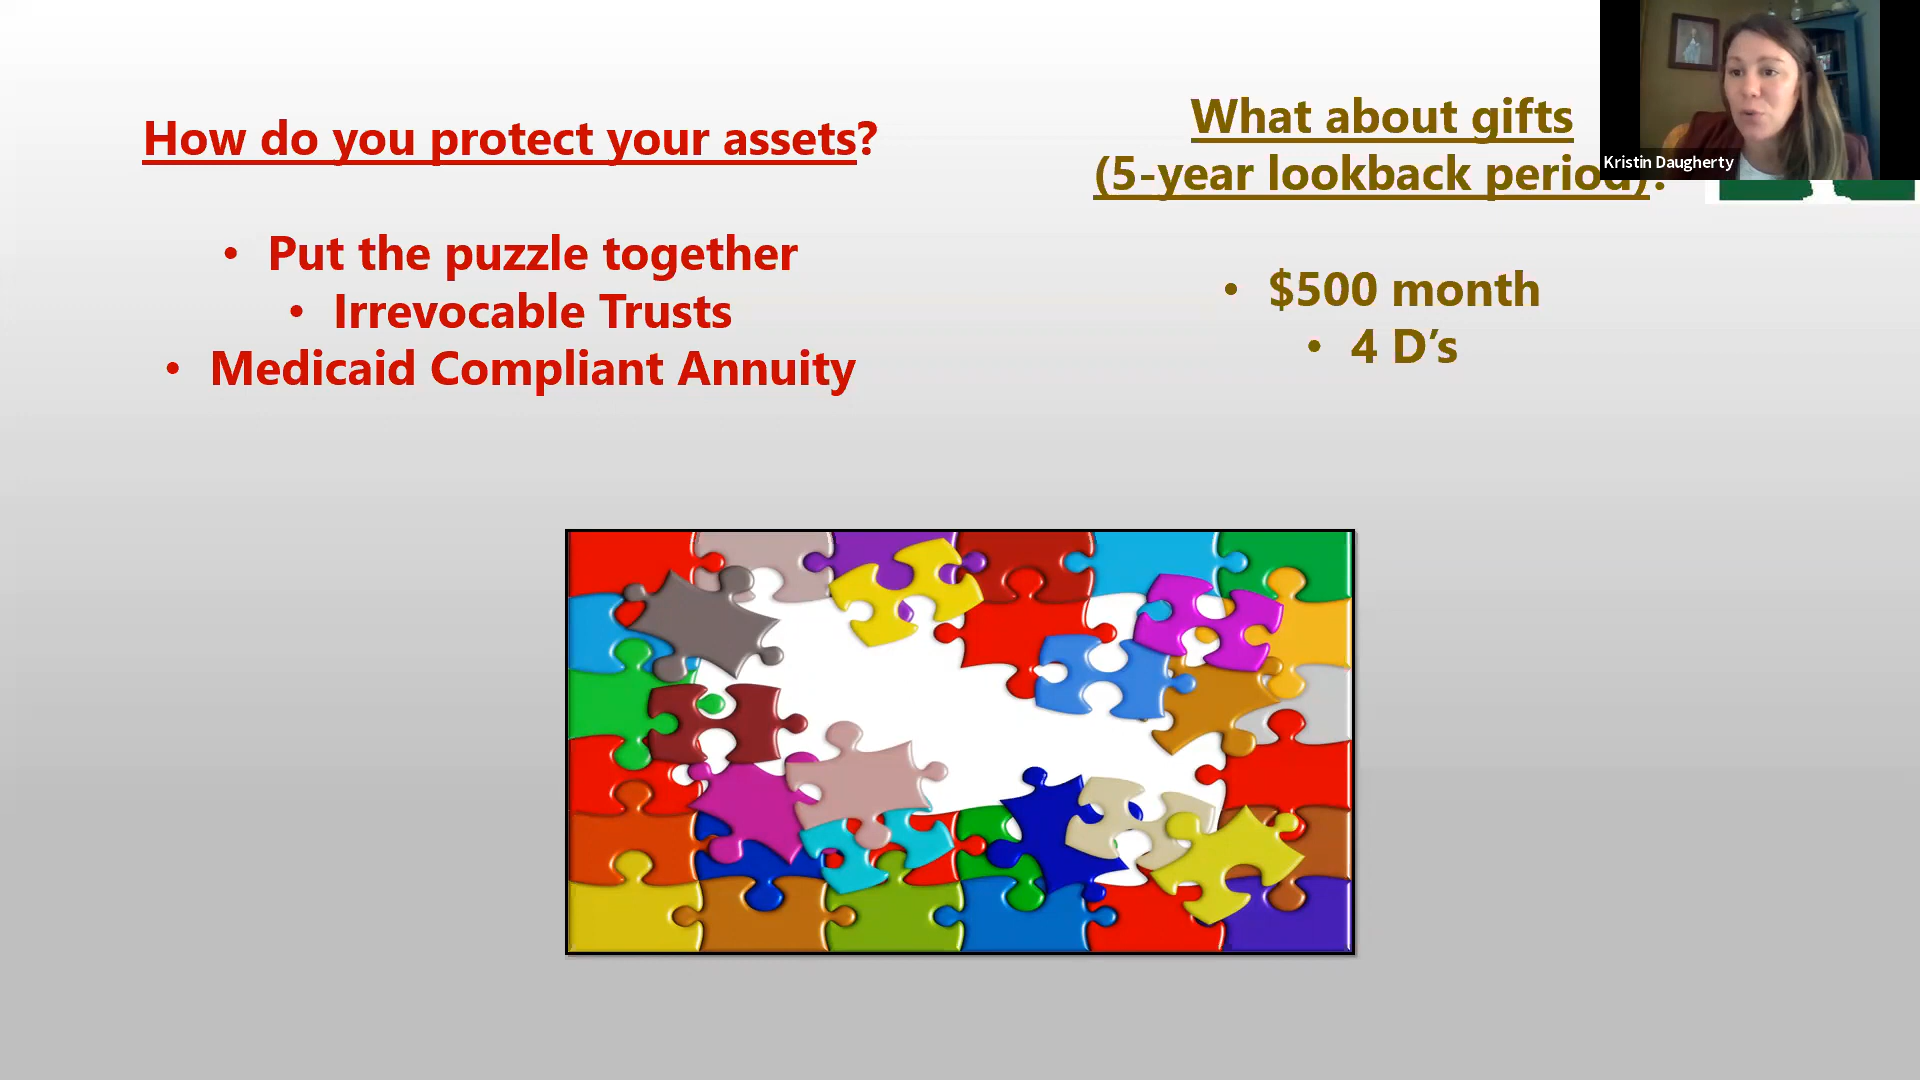 How do you protect your assets?
• Put the puzzle together
• Irrevocable Trusts
• Medicaid Compliant Annuity
What about gifts
(5-year lookback period)?
• $500 month
• 4 D’s
Kristin Daugherty